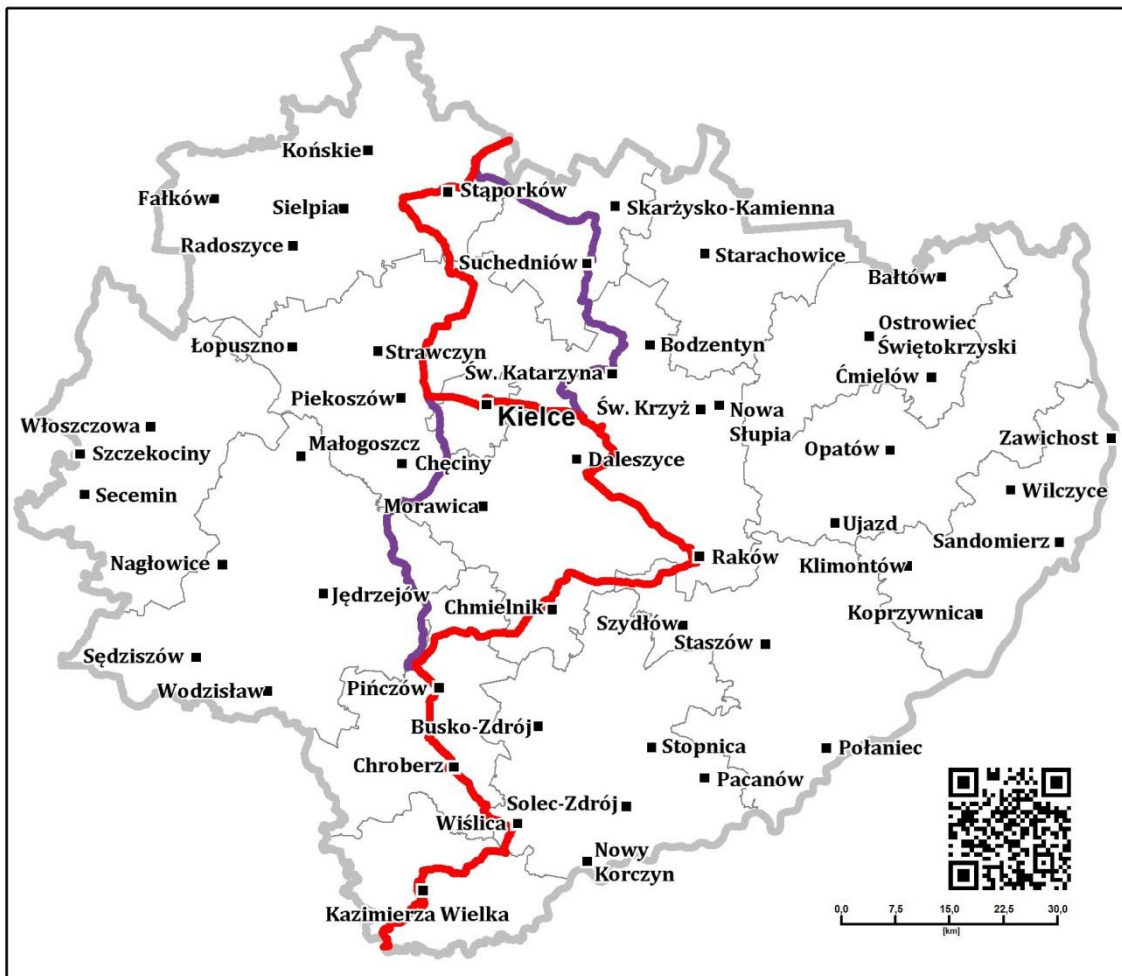 Końskie
Stąporków
Fałków
Sielpia
Skarżysko-Kamienna
Radoszyce
Starachowice
Suchedniów
Bałtów
Ostrowiec
Świętokrzyski
Łopuszno
Strawczyn
Bodzentyn
Św. Katarzyna
Ćmielów
Piekoszów
Kielce
Św. Krzyż
Nowa
Słupia
Włoszczowa
Małogoszcz
Zawichost
Szczekociny
Chęciny
Daleszyce
Opatów
Secemin
Morawica
Wilczyce
Ujazd
Sandomierz
Nagłowice
Raków
Klimontów
Jędrzejów
Chmielnik
Szydłów
Koprzywnica
Staszów
Sędziszów
Wodzisław
Pińczów
Busko-Zdrój
Stopnica
Połaniec
Chroberz
Pacanów
Solec-Zdrój
Wiślica
Nowy
Korczyn
Kazimierza Wielka
0,0 7,5 15,0 22,5 30,0
[km]